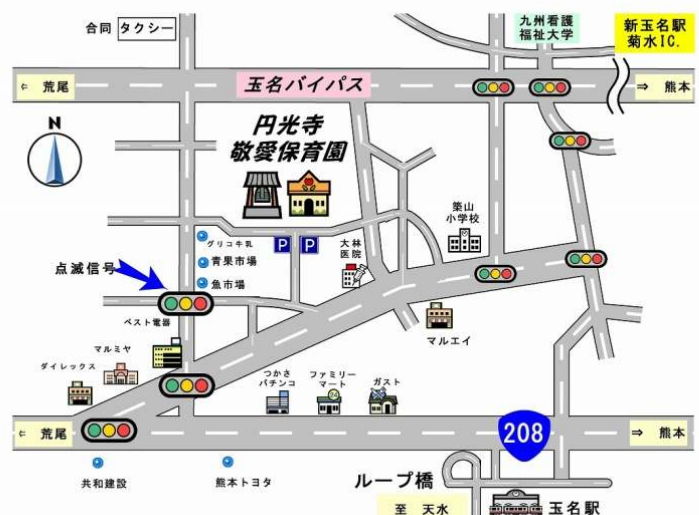 合同 タクシー
九州看護
福祉大学
新玉名駅
菊水IC.
⇦ 荒尾
玉名バイパス
⇨ 熊本
N
円光寺
敬愛保育園
築山
小学校
グリコ牛乳
P P
大林
医院
点滅信号
青果市場
魚市場
ベスト電器
マルエイ
マルミヤ
ダイレックス
つかさ
パチンコ
ファミリー
マート
ガスト
⇦ 荒尾
208
⇨ 熊本
共和建設
熊本トヨタ
ループ橋
至 天水
玉名駅